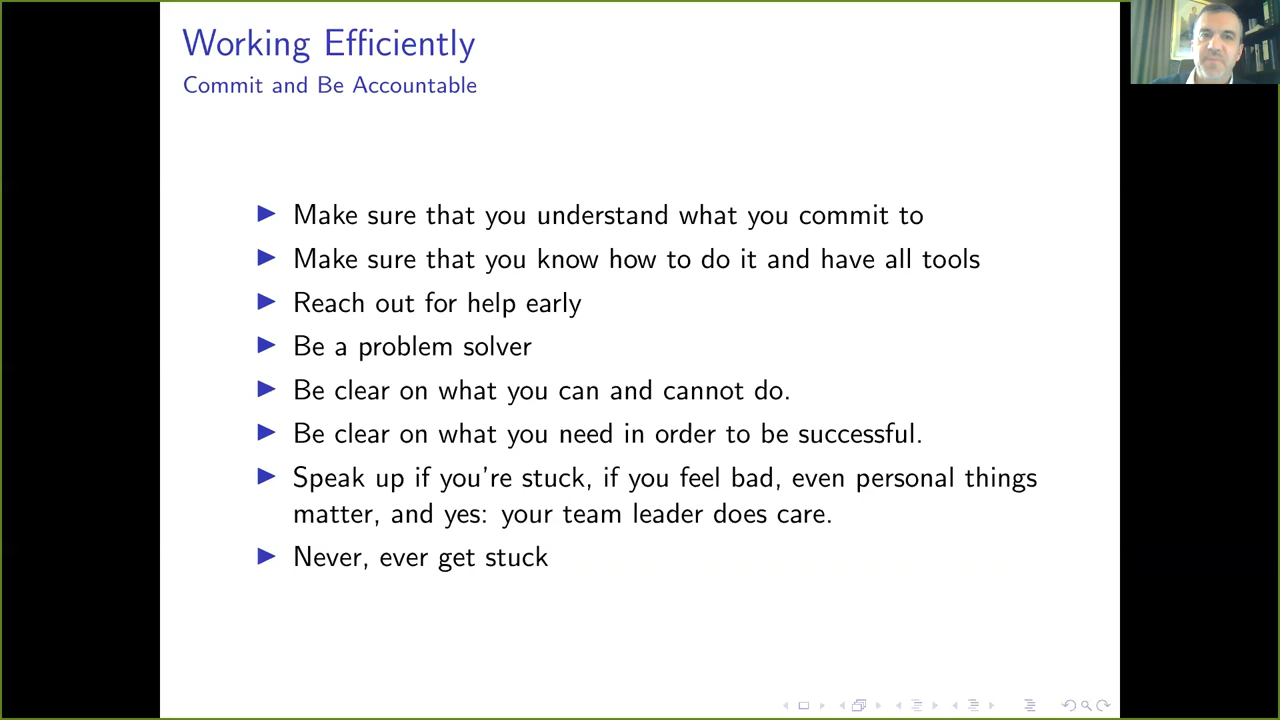 Working Efficiently
Commit and Be Accountable
Make sure that you understand what you commit to
Make sure that you know how to do it and have all tools
Reach out for help early
Be a problem solver
Be clear on what you can and cannot do.
Be clear on what you need in order to be successful.
Speak up if you're stuck, if you feel bad, even personal things
matter, and yes: your team leader does care.
Never, ever get stuck